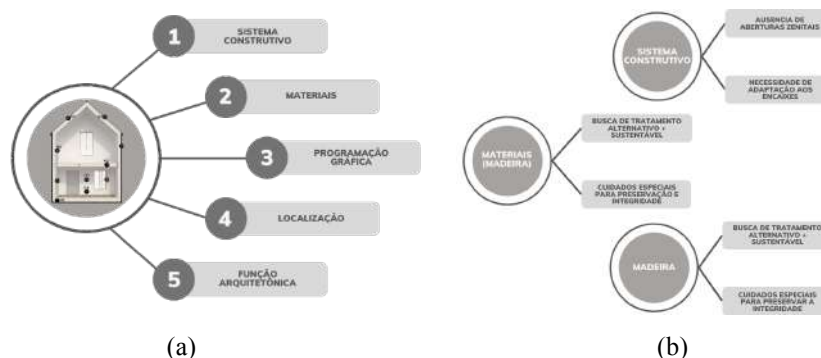 1
SISTEMA
CONSTRUTIVO
2
MATERIAIS
3
PROGRAMAÇÃO
GRÁFICA
4
LOCALIZAÇÃO
5
FUNÇÃO
ARQUITETÔNICA
(a)
SISTEMA
CONSTRUTIVO
AUSENCIA DE
ABERTURAS ZENITAIS
NECESSIDADE DE
ADAPTAÇÃO AOS
ENCAIXES
MATERIAIS
(MADEIRA)
BUSCA DE TRATAMENTO
ALTERNATIVO +
SUSTENTÁVEL
CUIDADOS ESPECIAIS
PARA PRESERVAÇÃO E
INTEGRIDADE
MADEIRA
BUSCA DE TRATAMENTO
ALTERNATIVO +
SUSTENTÁVEL
CUIDADOS ESPECIAIS
PARA PRESERVAR A
INTEGRIDADE
(b)